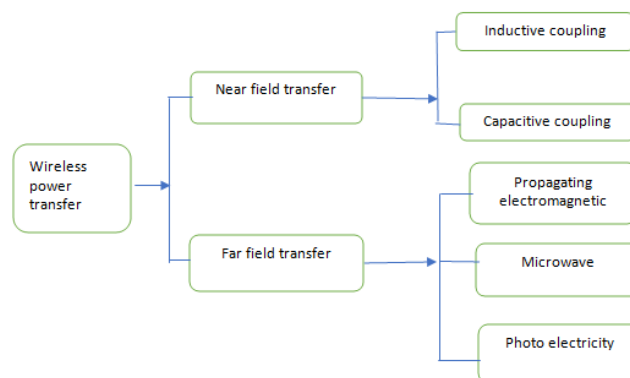 Wireless
power
transfer
Near field transfer
Inductive coupling
Capacitive coupling
Far field transfer
Propagating
electromagnetic
Microwave
Photo electricity